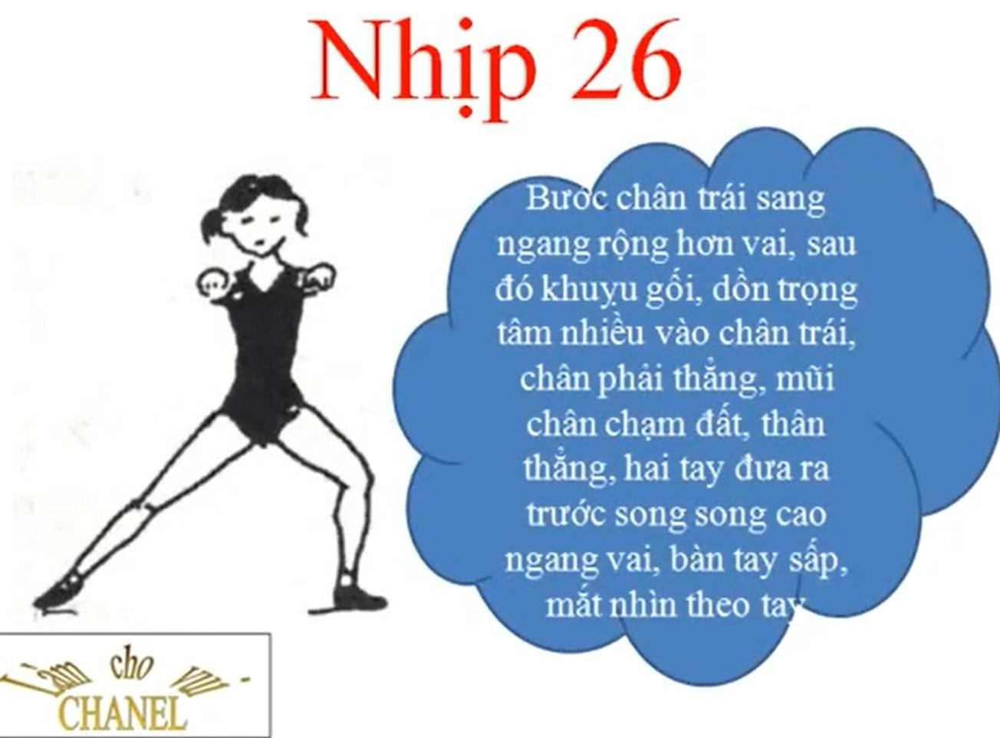 Nhịp 26
Bước chân trái sang
ngang rộng hơn vai, sau
đó khuỵu gối, dồn trọng
tâm nhiều vào chân trái,
chân phải thẳng, mũi
chân chạm đất, thân
thẳng, hai tay đưa ra
trước song song cao
ngang vai, bàn tay sấp,
mắt nhìn theo tay
Làm cho vui
CHANEL